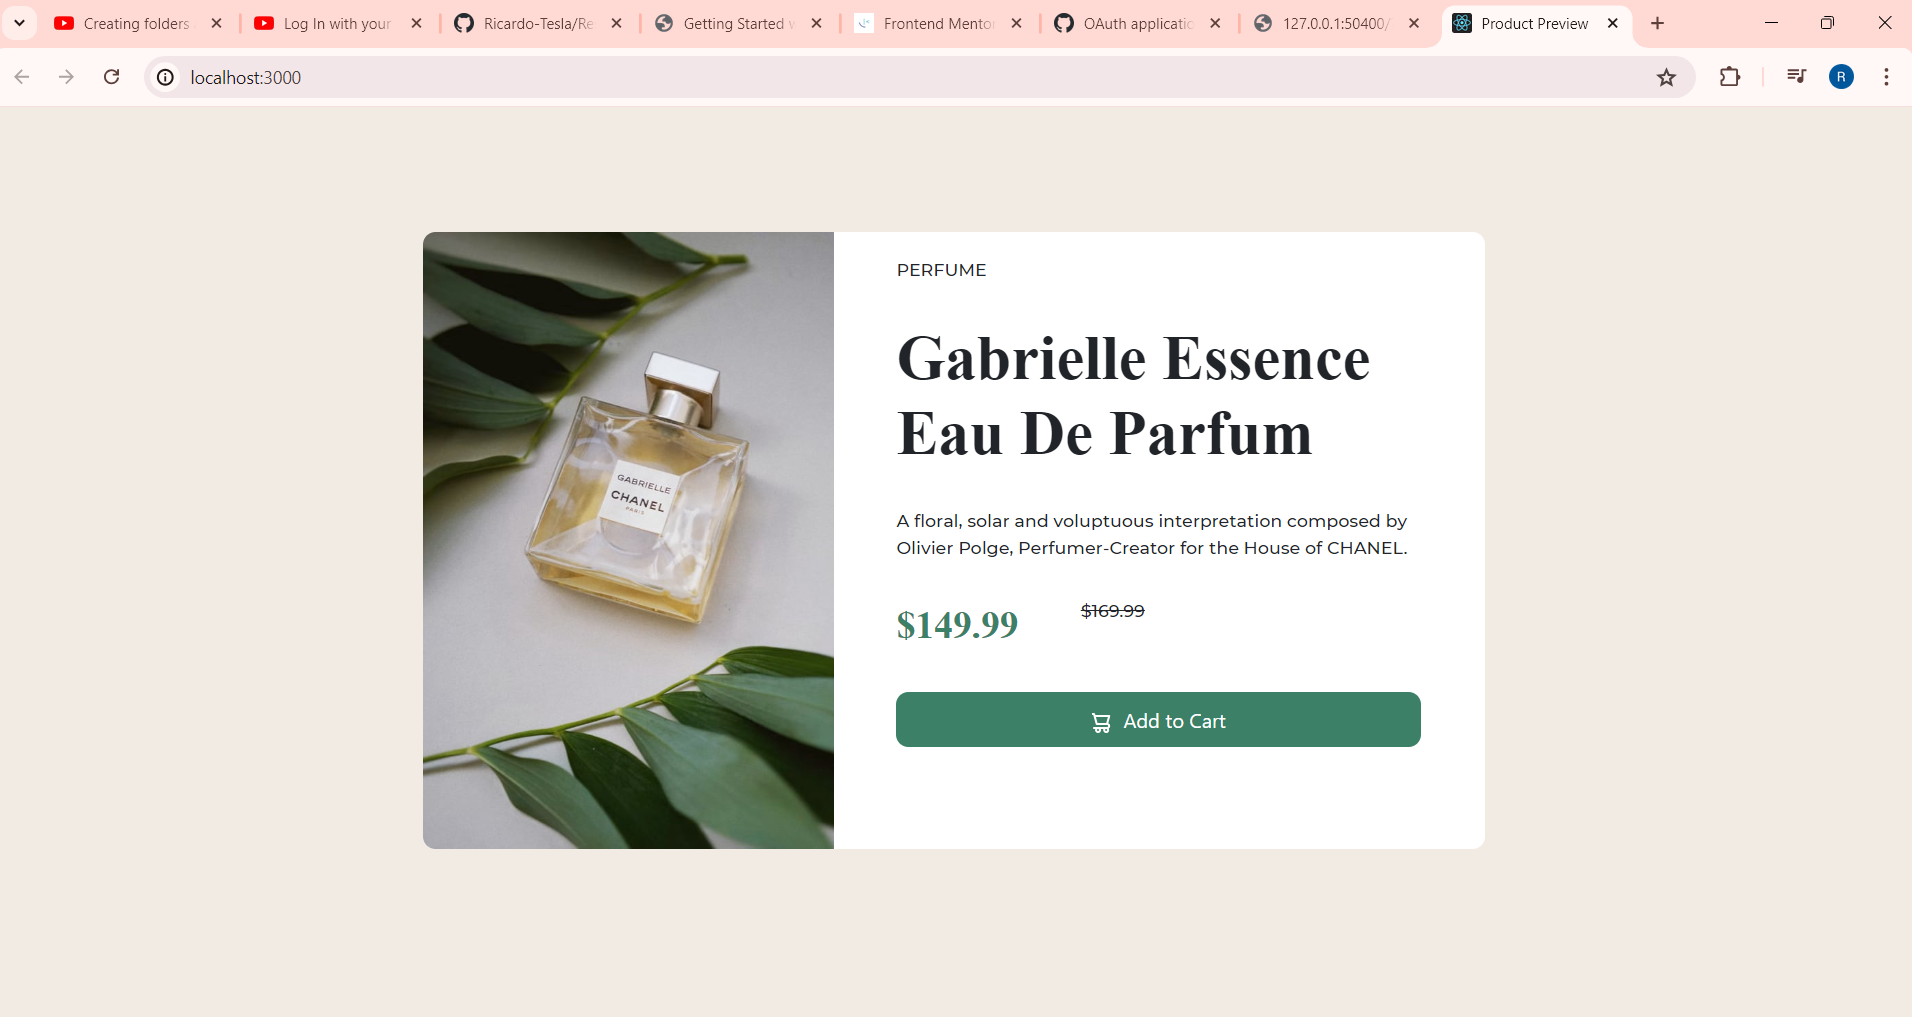 Creating folders
Log In with your
Ricardo-Tesla/Re
Getting Started w
Frontend Mento
OAuth applicatio
127.0.0.1:50400/
Product Preview
localhost:3000
R
PERFUME
Gabrielle Essence
Eau De Parfum
A floral, solar and voluptuous interpretation composed by
Olivier Polge, Perfumer-Creator for the House of CHANEL.
$149.99
$169.99
Add to Cart
GABRIELLE
CHANEL
PARIS